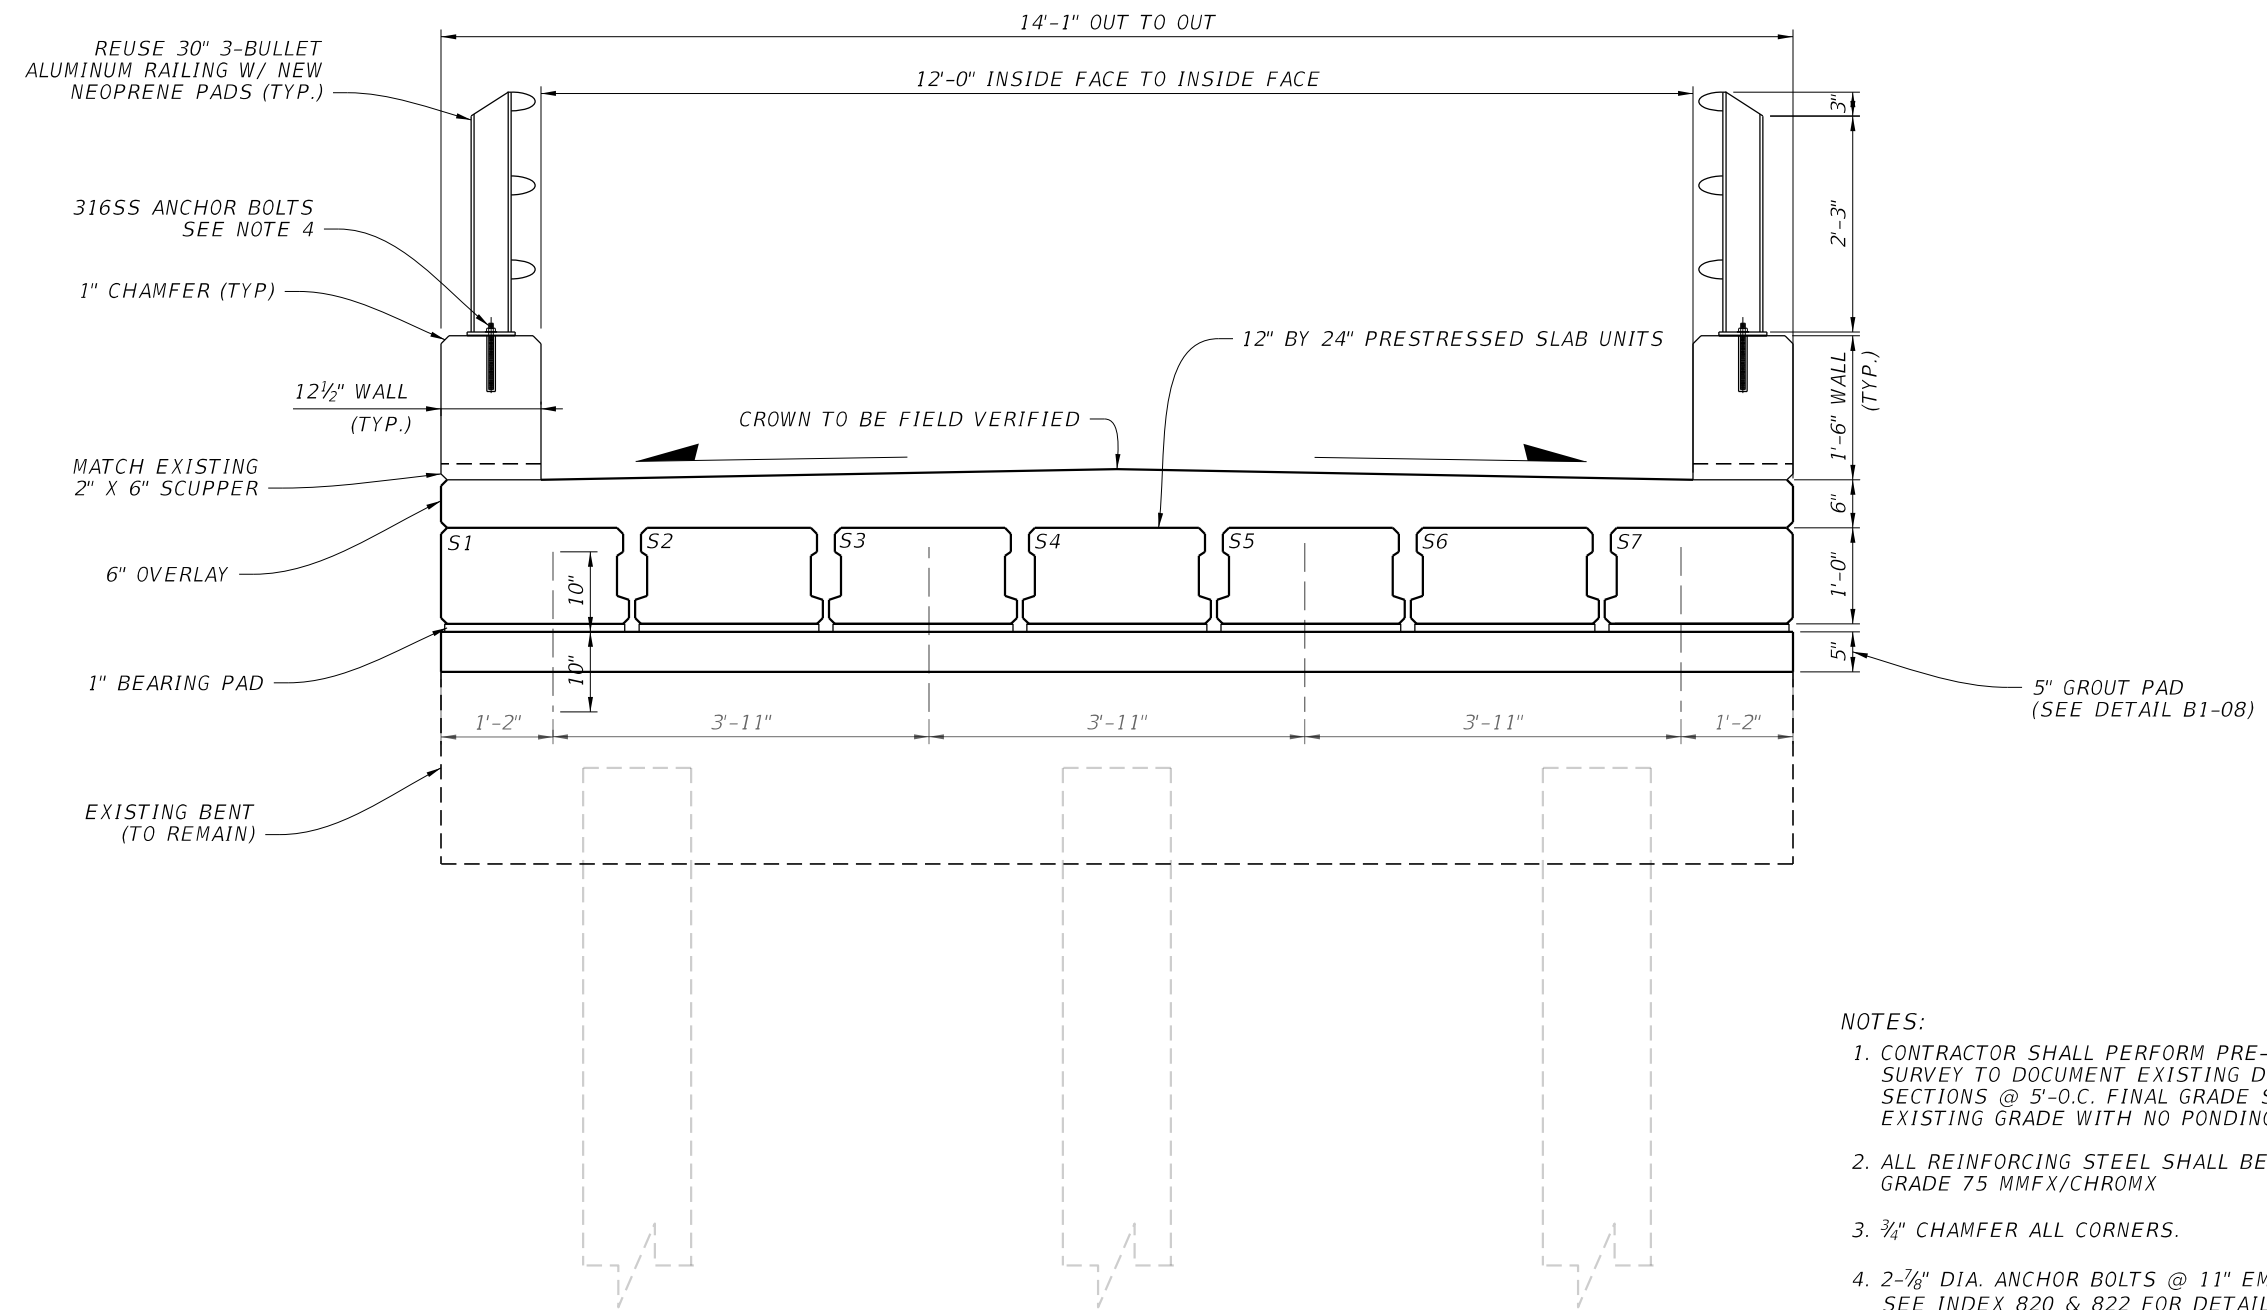 14'-1" OUT TO OUT
REUSE 30" 3-BULLET
ALUMINUM RAILING W/ NEW
NEOPRENE PADS (TYP.)
12'-0" INSIDE FACE TO INSIDE FACE
3"
2'-3"
316SS ANCHOR BOLTS
SEE NOTE 4
1" CHAMFER (TYP)
12" BY 24" PRESTRESSED SLAB UNITS
12½" WALL
(TYP.)
1'-6" WALL
(TYP.)
CROWN TO BE FIELD VERIFIED
MATCH EXISTING
2" X 6" SCUPPER
6"
S1 S2 S3 S4 S5 S6 S7
6" OVERLAY
10"
1'-0"
10"
5"
1" BEARING PAD
5" GROUT PAD
(SEE DETAIL B1-08)
1'-2" 3'-11" 3'-11" 3'-11" 1'-2"
EXISTING BENT
(TO REMAIN)
NOTES:
1. CONTRACTOR SHALL PERFORM PRE-
SURVEY TO DOCUMENT EXISTING
SECTIONS @ 5'-O.C. FINAL GRADE
EXISTING GRADE WITH NO PONDING
2. ALL REINFORCING STEEL SHALL BE
GRADE 75 MMFX/CHROMX
3. ¾" CHAMFER ALL CORNERS.
4. 2-⅞" DIA. ANCHOR BOLTS @ 11"
SEE INDEX 820 & 822 FOR